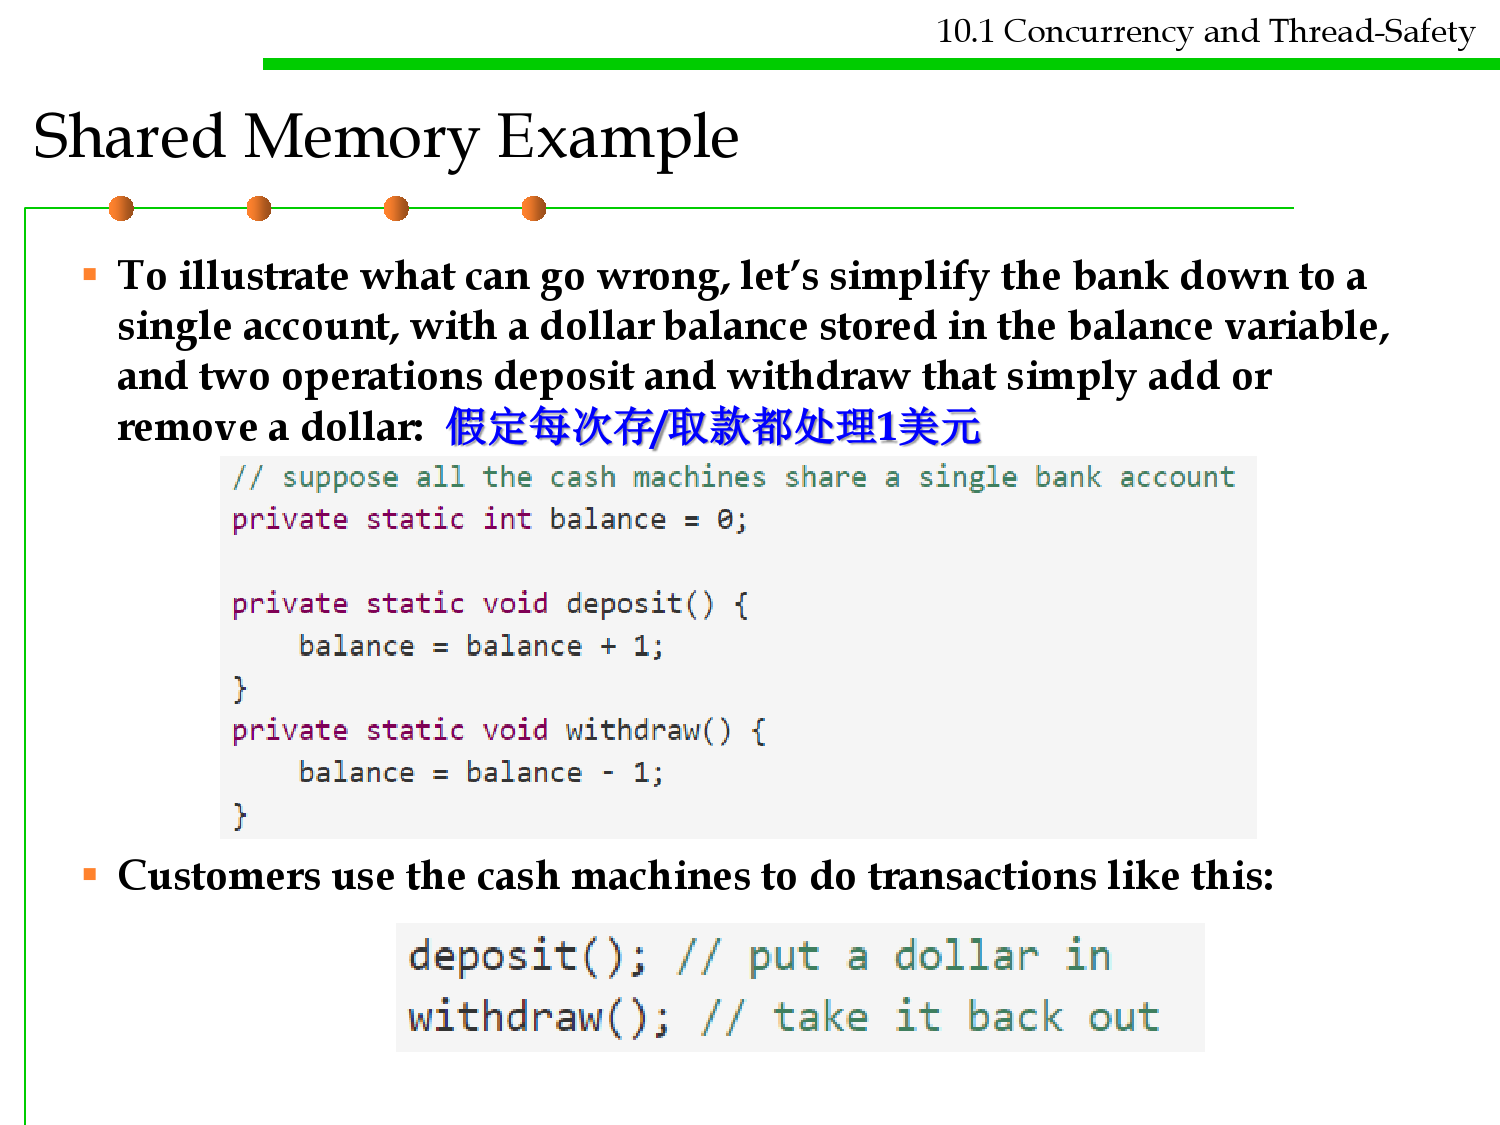 10.1 Concurrency and Thread-Safety
Shared Memory Example
▪ To illustrate what can go wrong, let’s simplify the bank down to a
single account, with a dollar balance stored in the balance variable,
and two operations deposit and withdraw that simply add or
remove a dollar: 假定每次存/取款都处理1美元
// suppose all the cash machines share a single bank account
private static int balance = 0;
private static void deposit() {
    balance = balance + 1;
}
private static void withdraw() {
    balance = balance - 1;
}
▪ Customers use the cash machines to do transactions like this:
deposit(); // put a dollar in
withdraw(); // take it back out